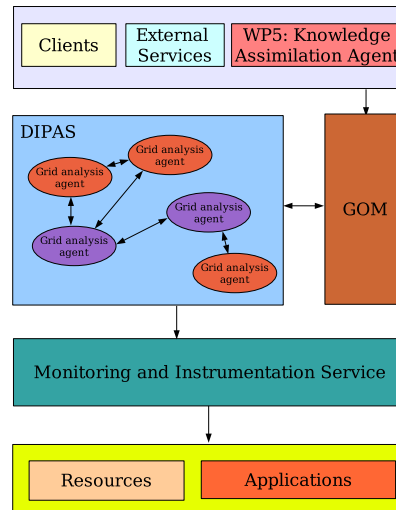 Clients
External
Services
WP5: Knowledge
Assimilation Agent
DIPAS
Grid analysis
agent
Grid analysis
agent
Grid analysis
agent
Grid analysis
agent
Grid analysis
agent
GOM
Monitoring and Instrumentation Service
Resources
Applications